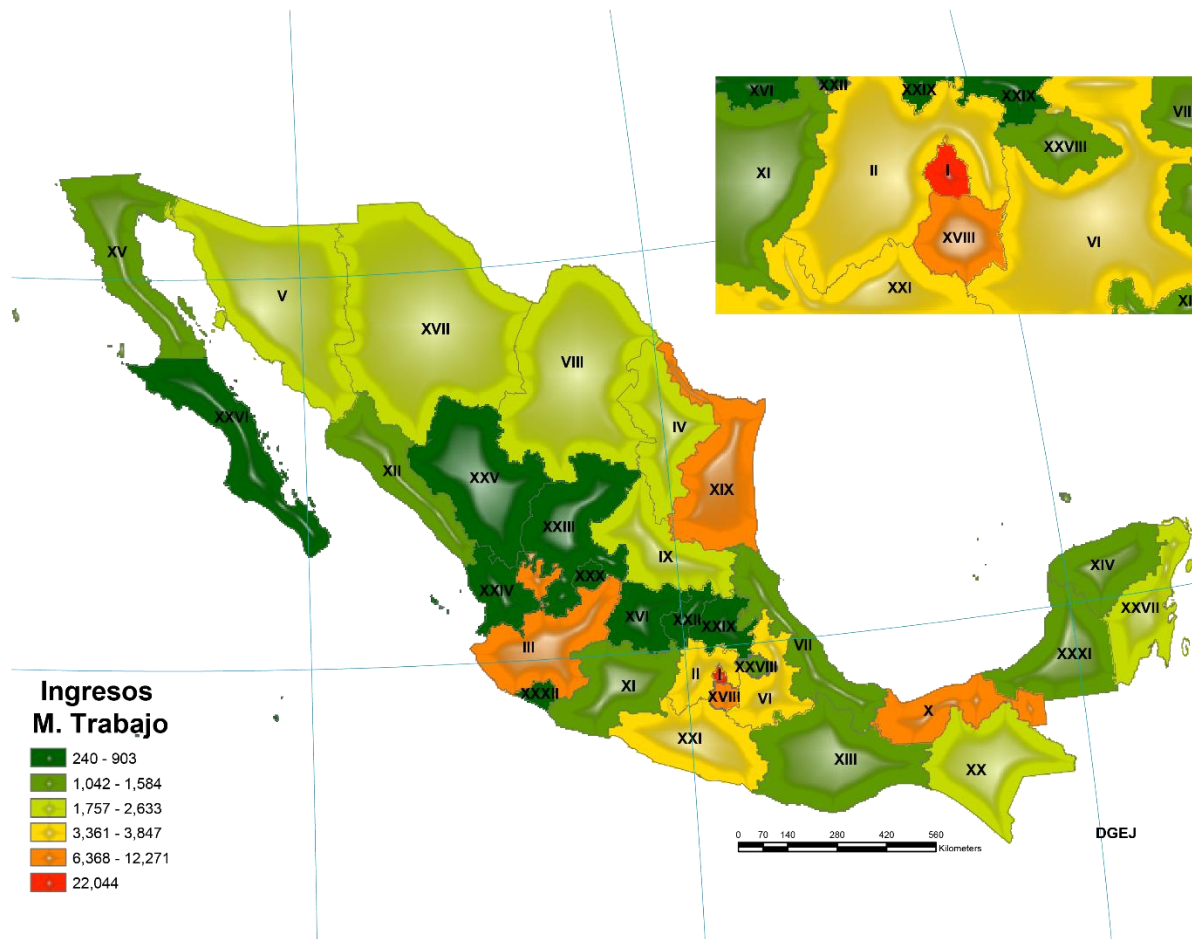 XVI
XXII
XXIX
XXIX
VII
XXVIII
XI
II
I
XVIII
VI
XXI
XI
XV
V
XVII
VIII
IV
XXVI
XII
XXV
XIX
XXIII
IX
XXIV
XXX
XIV
XXVII
XVI
XXII
XXIX
III
VII
XXXI
XXVIII
XI
II
I
XXXII
XVIII
VI
X
XXI
XIII
XX
Ingresos
M. Trabajo
240 - 903
1,042 - 1,584
1,757 - 2,633
3,361 - 3,847
6,368 - 12,271
22,044
0 70 140 280 420 560
Kilometers
DGEJ